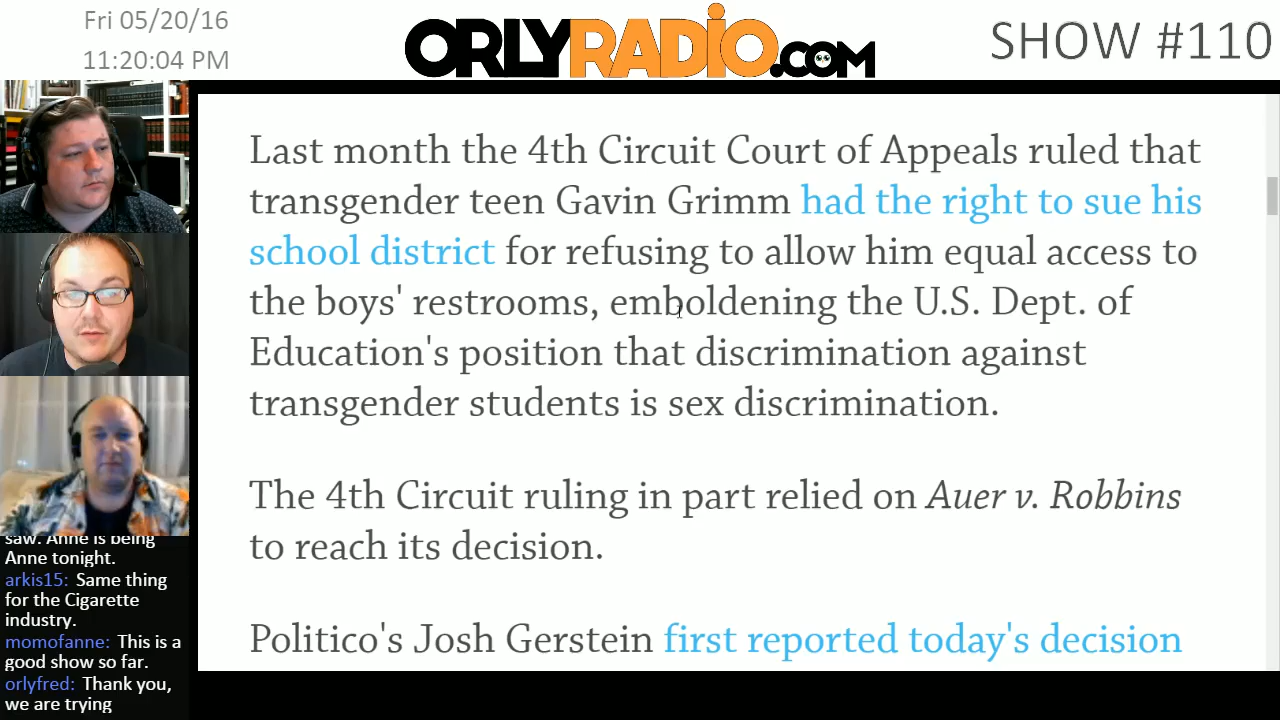 Fri 05/20/16
11:20:04 PM
ORLYRADIO.COM
SHOW #110
Last month the 4th Circuit Court of Appeals ruled that
transgender teen Gavin Grimm had the right to sue his
school district for refusing to allow him equal access to
the boys' restrooms, emboldening the U.S. Dept. of
Education's position that discrimination against
transgender students is sex discrimination.
The 4th Circuit ruling in part relied on Auer v. Robbins
to reach its decision.
Politico's Josh Gerstein first reported today's decision
saw. Anne is being
Anne tonight.
arkis15: Same thing
for the Cigarette
industry.
momofanne: This is a
good show so far.
orlyfred: Thank you,
we are trying